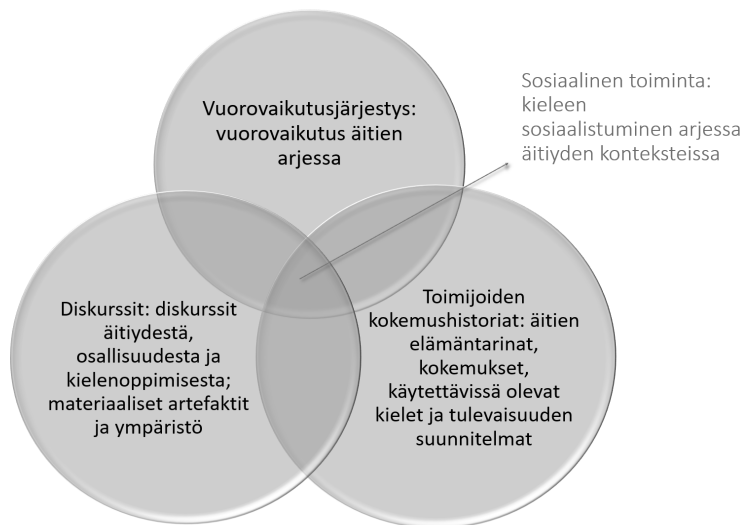 Vuorovaikutusjärjestys:
vuorovaikutus äitien
arjessa
Sosiaalinen toiminta:
kieleen
sosiaalistuminen arjessa
äitiyden konteksteissa
Diskurssit: diskurssit
äitiydestä,
osallisuudesta ja
kielenoppimisesta;
materiaaliset artefaktit
ja ympäristö
Toimijoiden
kokemushistoriat: äitien
elämäntarinat,
kokemukset,
käytettävissä olevat
kielet ja tulevaisuuden
suunnitelmat